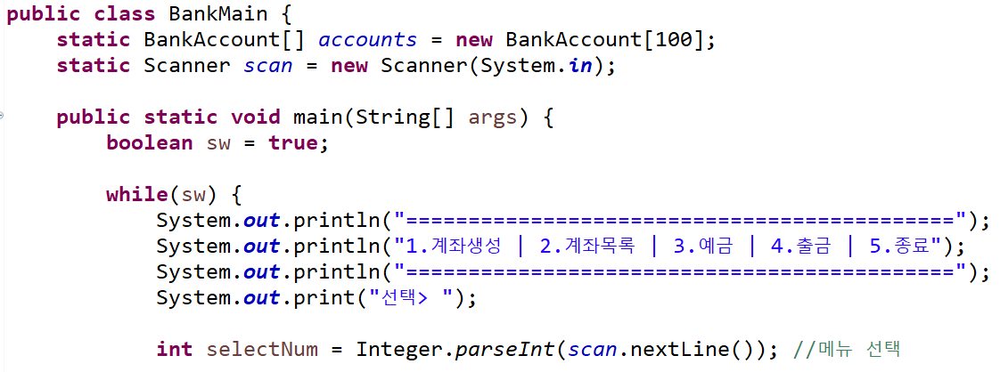 public class BankMain {
    static BankAccount[] accounts = new BankAccount[100];
    static Scanner scan = new Scanner(System.in);
    public static void main(String[] args) {
        boolean sw = true;
        while(sw) {
            System.out.println("============================================");
            System.out.println("1.계좌생성 | 2.계좌목록 | 3.예금 | 4.출금 | 5.종료");
            System.out.println("============================================");
            System.out.print("선택> ");
            int selectNum = Integer.parseInt(scan.nextLine()); //메뉴 선택